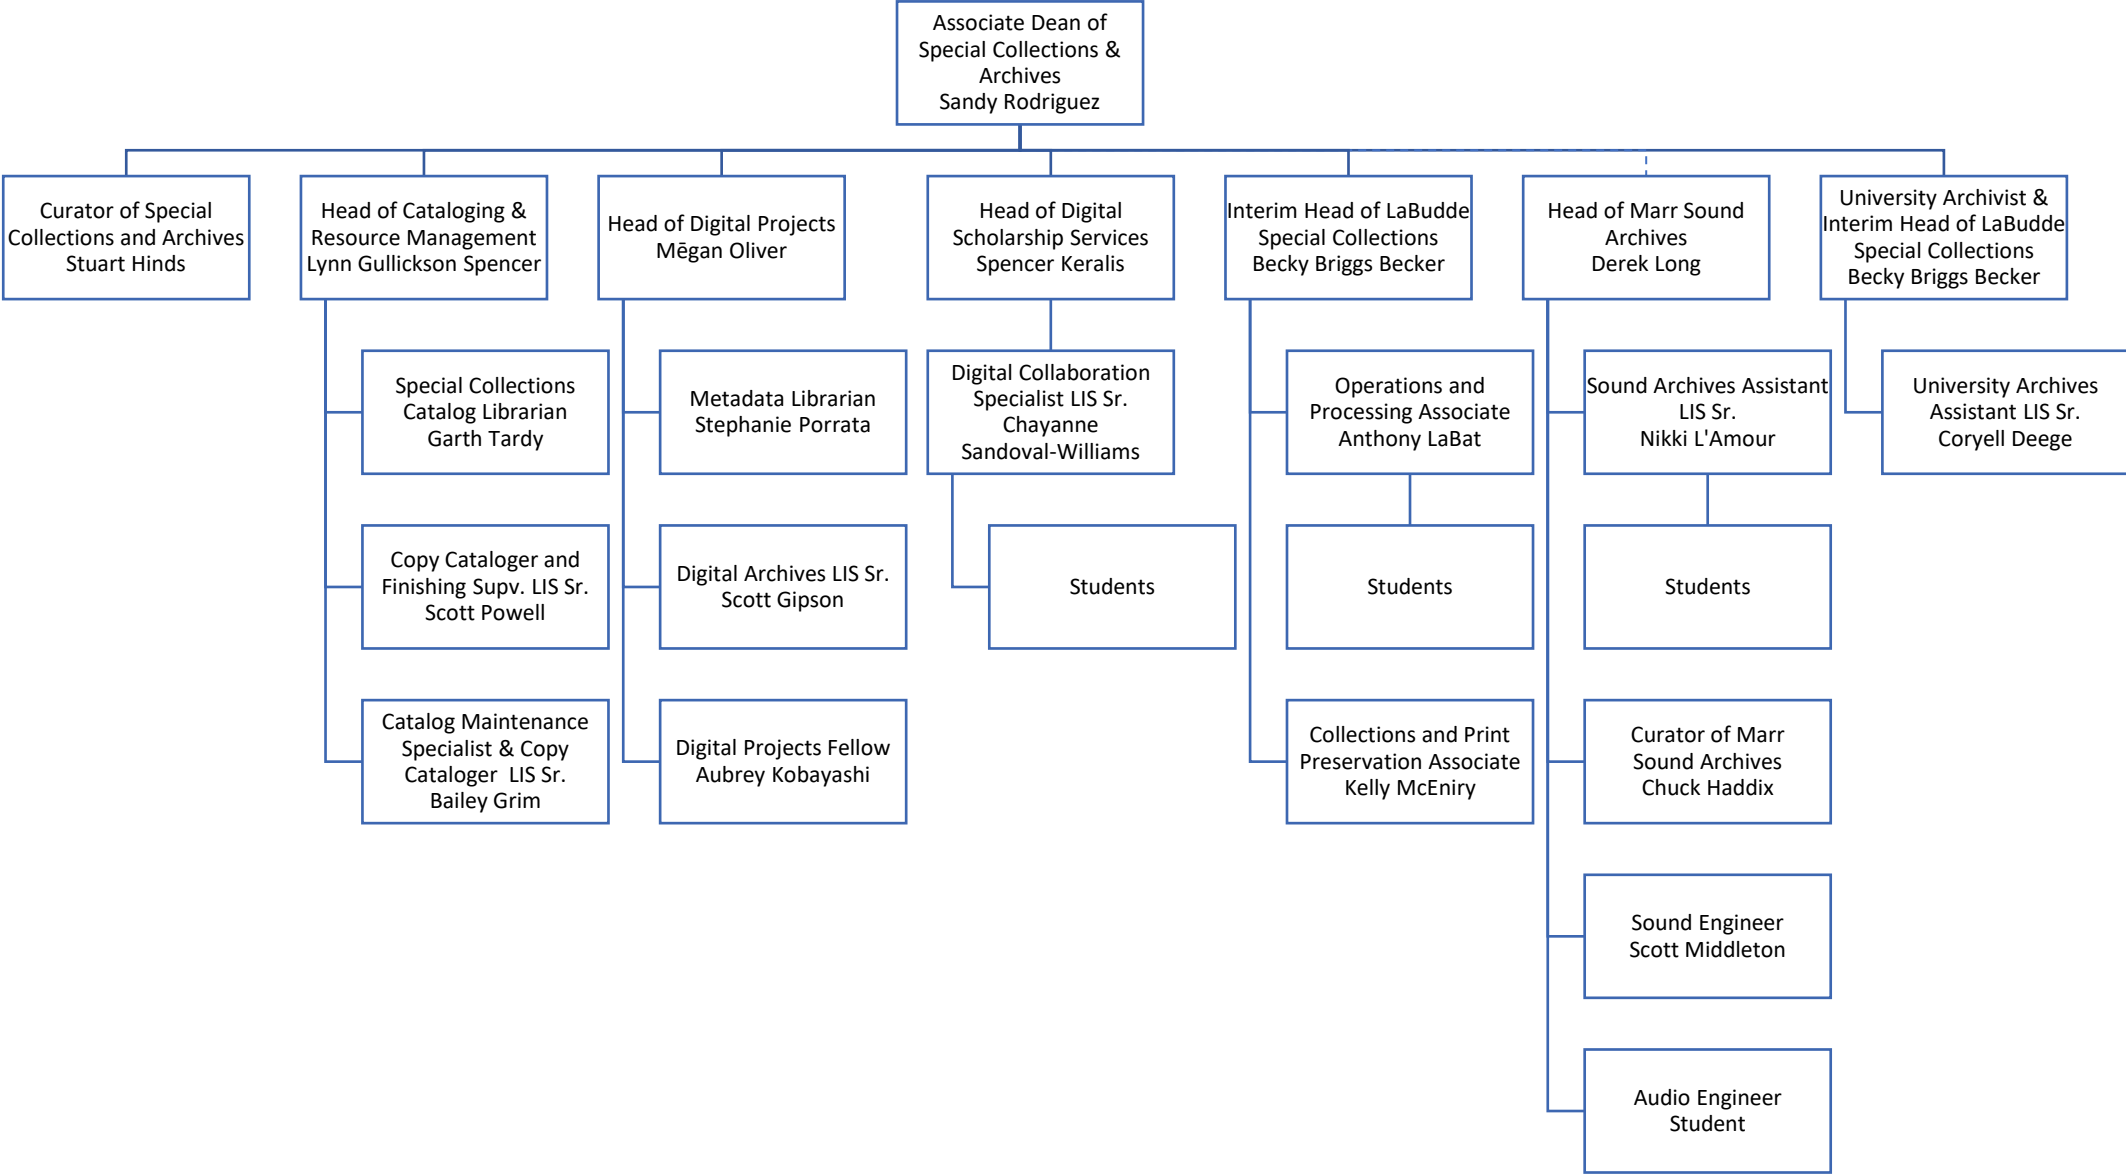 Associate Dean of
Special Collections &
Archives
Sandy Rodriguez
Curator of Special
Collections and Archives
Stuart Hinds
Head of Cataloging &
Resource Management
Lynn Gullickson Spencer
Head of Digital Projects
Mēgan Oliver
Head of Digital
Scholarship Services
Spencer Keralis
Interim Head of LaBudde
Special Collections
Becky Briggs Becker
Head of Marr Sound
Archives
Derek Long
University Archivist &
Interim Head of LaBudde
Special Collections
Becky Briggs Becker
Special Collections
Catalog Librarian
Garth Tardy
Metadata Librarian
Stephanie Porrata
Digital Collaboration
Specialist LIS Sr.
Chayanne
Sandoval-Williams
Operations and
Processing Associate
Anthony LaBat
Sound Archives Assistant
LIS Sr.
Nikki L'Amour
University Archives
Assistant LIS Sr.
Coryell Deege
Copy Cataloger and
Finishing Supv. LIS Sr.
Scott Powell
Digital Archives LIS Sr.
Scott Gipson
Students
Students
Students
Catalog Maintenance
Specialist & Copy
Cataloger  LIS Sr.
Bailey Grim
Digital Projects Fellow
Aubrey Kobayashi
Collections and Print
Preservation Associate
Kelly McEniry
Curator of Marr
Sound Archives
Chuck Haddix
Sound Engineer
Scott Middleton
Audio Engineer
Student